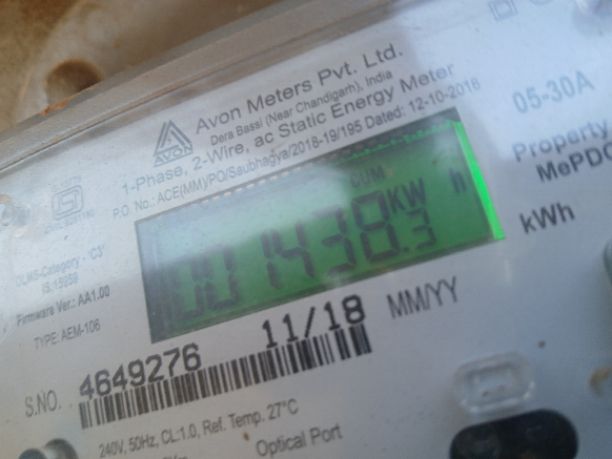 Avon Meters Pvt. Ltd.
Dera Bassi (Near Chandigarh), India
AVON
1-Phase, 2-Wire, ac Static Energy Meter
P.O. No.: ACE(MM)/PO/Saubhagya/2018-19/195 Dated: 12-10-2018
05-30A
Property
MePDC
CUM
001438.3 KW h
kWh
DLMS-Category - 'C3'
IS:15959
Firmware Ver.: AA1.00
TYPE: AEM-106
11/18 MM/YY
S.NO. 4649276
240V, 50Hz, CL:1.0, Ref. Temp. 27°C
Optical Port